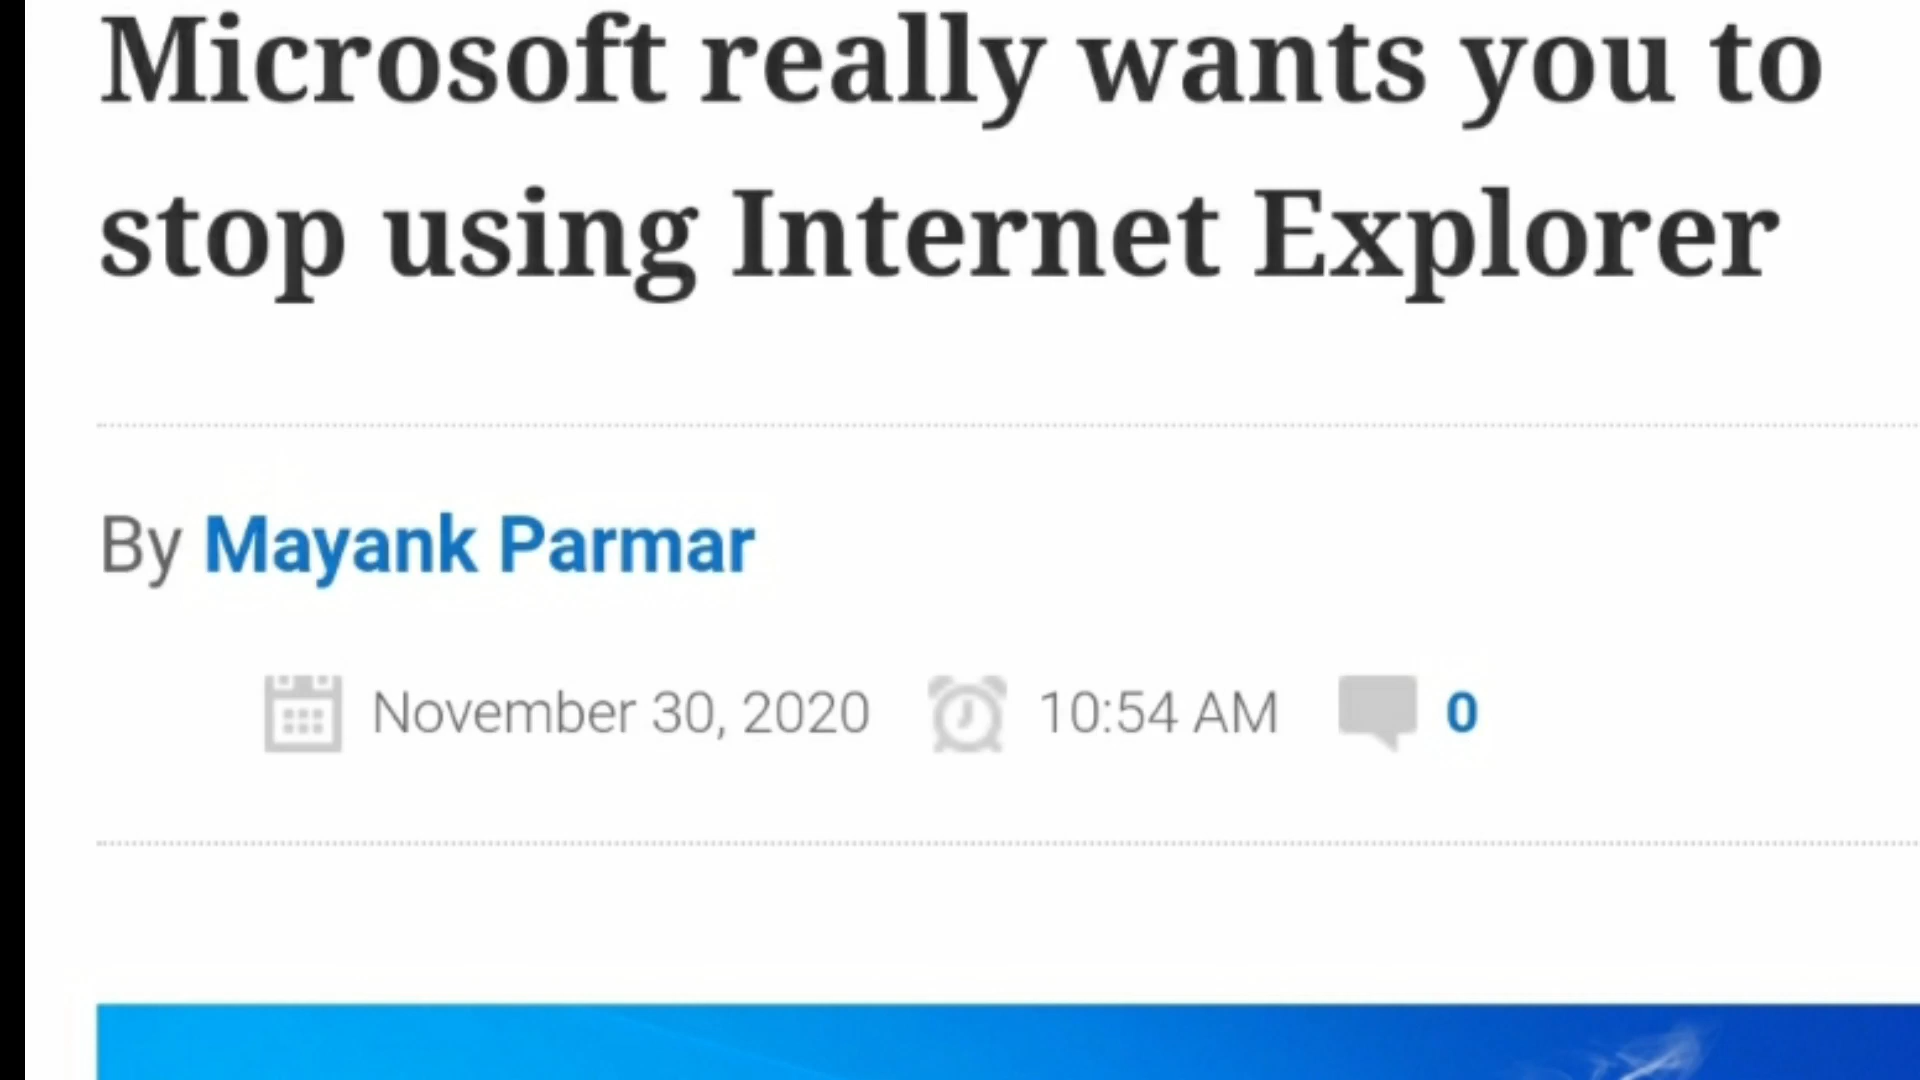 Microsoft really wants you to
stop using Internet Explorer
By Mayank Parmar
November 30, 2020 10:54 AM 0